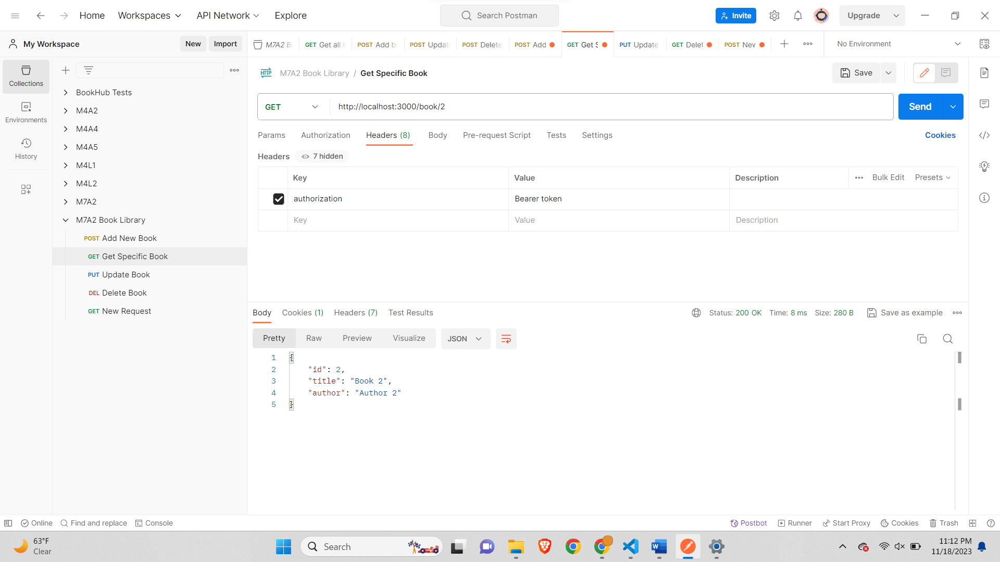 Home Workspaces API Network Explore Search Postman Invite Upgrade
My Workspace New Import
M7A2 B GET Get all POST Add b POST Updat POST Delete POST Add GET Get S PUT Update GET Delet POST New No Environment
Collections
Environments
History
BookHub Tests
M4A2
M4A4
M4A5
M4L1
M4L2
M7A2
M7A2 Book Library
POST Add New Book
GET Get Specific Book
PUT Update Book
DEL Delete Book
GET New Request
HTTP M7A2 Book Library / Get Specific Book Save
GET http://localhost:3000/book/2 Send
Params Authorization Headers (8) Body Pre-request Script Tests Settings Cookies
Headers 7 hidden
Key Value Description Bulk Edit Presets
authorization Bearer token
Key Value Description
Body Cookies (1) Headers (7) Test Results Status: 200 OK Time: 8 ms Size: 280 B Save as example
Pretty Raw Preview Visualize JSON
1 {
2 "id": 2,
3 "title": "Book 2",
4 "author": "Author 2"
5 }
Online Find and replace Console Postbot Runner Start Proxy Cookies Trash
63°F
Clear
Search
11:12 PM
11/18/2023